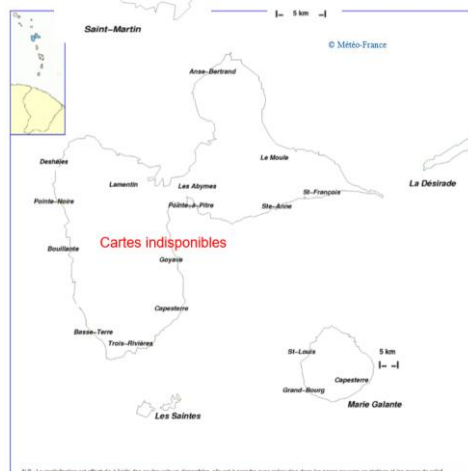 5 km
Saint-Martin
© Météo-France
Anse-Bertrand
Le Moule
Deshaies
Lamentin
Les Abymes
St-François
La Désirade
Pointe-Noire
Pointe-à-Pitre
Ste-Anne
Cartes indisponibles
Bouillante
Goyave
Capesterre
Basse-Terre
Trois-Rivières
St-Louis
5 km
Capesterre
Grand-Bourg
Marie Galante
Les Saintes